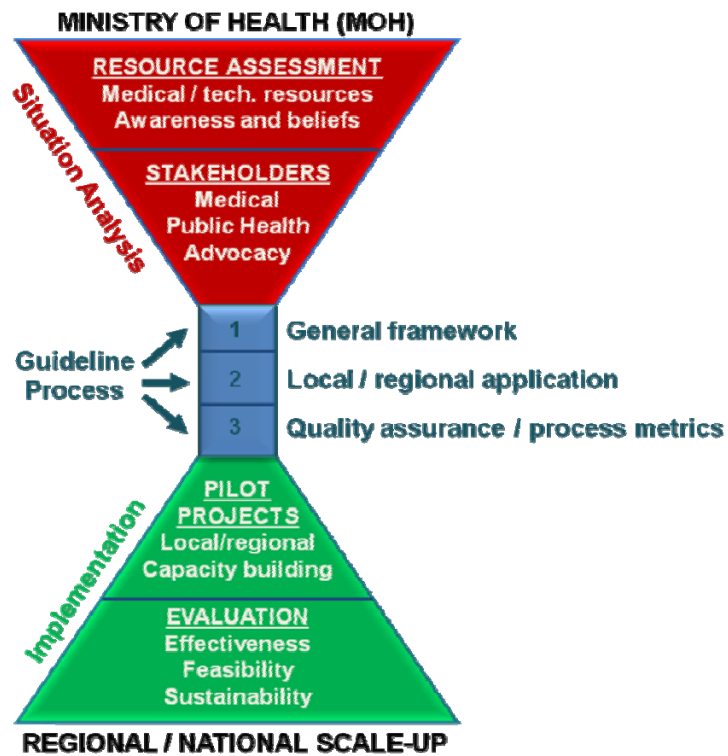 MINISTRY OF HEALTH (MOH)
RESOURCE ASSESSMENT
Medical / tech. resources
Awareness and beliefs
STAKEHOLDERS
Medical
Public Health
Advocacy
Situation Analysis
Guideline
Process
1
General framework
2
Local / regional application
3
Quality assurance / process metrics
PILOT
PROJECTS
Local/regional
Capacity building
EVALUATION
Effectiveness
Feasibility
Sustainability
Implementation
REGIONAL / NATIONAL SCALE-UP